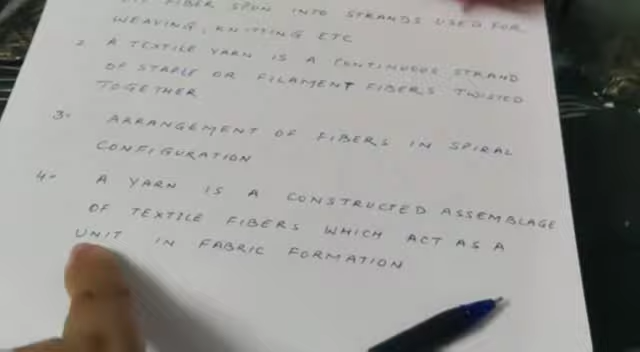 FIBER SPUN INTO STRANDS USED FOR
WEAVING, KNITTING ETC
2. A TEXTILE YARN IS A CONTINUOUS STRAND
OF STAPLE OR FILAMENT FIBERS TWISTED
TOGETHER
3. ARRANGEMENT OF FIBERS IN SPIRAL
CONFIGURATION
4. A YARN IS A CONSTRUCTED ASSEMBLAGE
OF TEXTILE FIBERS WHICH ACT AS A
UNIT IN FABRIC FORMATION